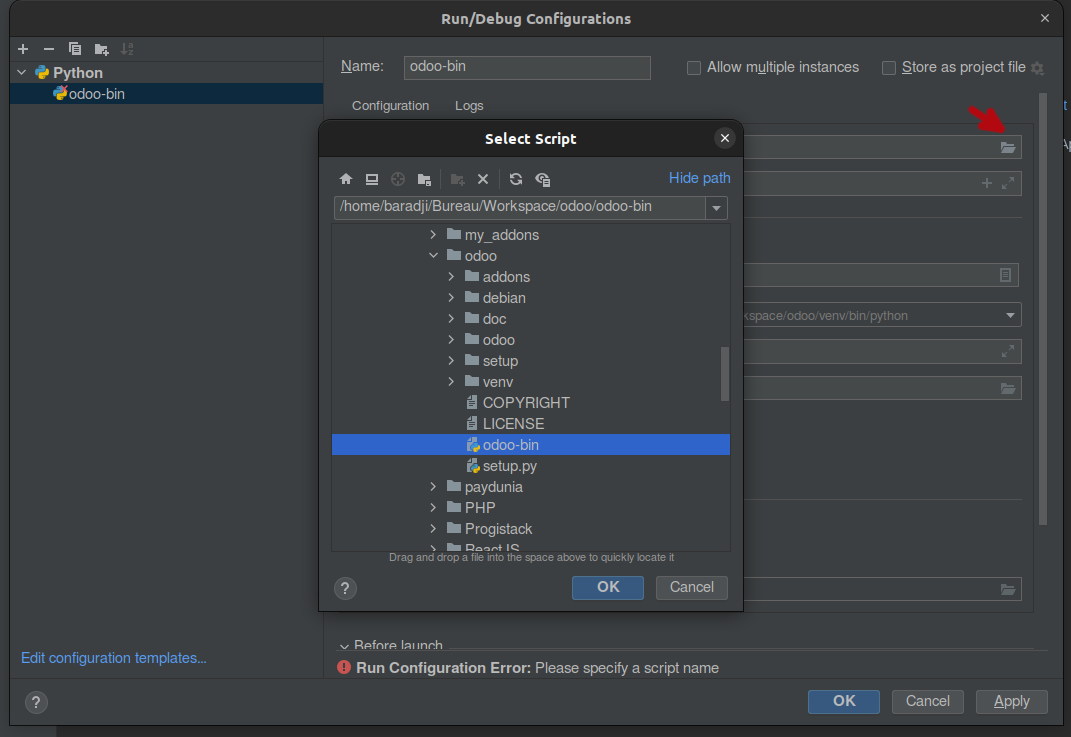 Run/Debug Configurations
Python
odoo-bin
Name:
odoo-bin
Allow multiple instances
Store as project file
Configuration
Logs
Select Script
Hide path
/home/baradji/Bureau/Workspace/odoo/odoo-bin
my_addons
odoo
addons
debian
doc
odoo
setup
venv
COPYRIGHT
LICENSE
odoo-bin
setup.py
paydunia
PHP
Progistack
ReactJS
Drag and drop a file into the space above to quickly locate it
?
OK
Cancel
kspace/odoo/venv/bin/python
Before launch
Edit configuration templates...
Run Configuration Error: Please specify a script name
?
OK
Cancel
Apply